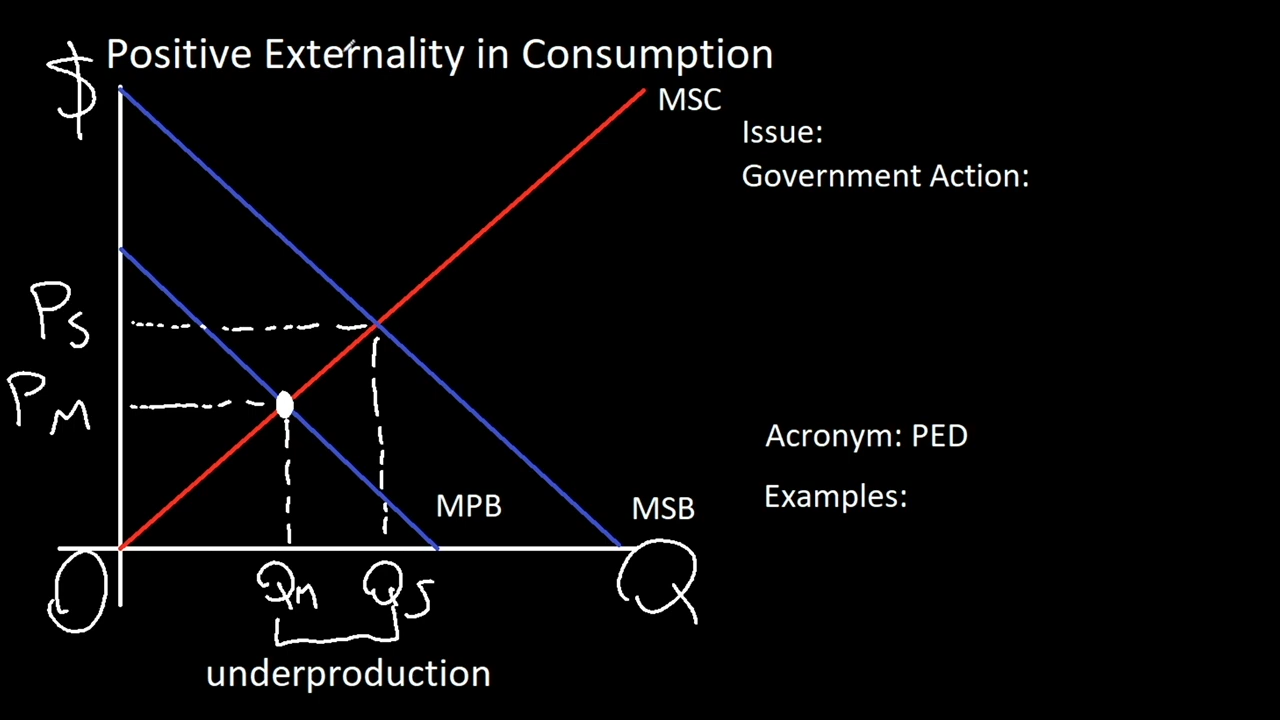 $
Positive Externality in Consumption
MSC
Issue:
Government Action:
Ps
PM
Acronym: PED
Examples:
MPB
MSB
O
QM
Qs
Q
underproduction